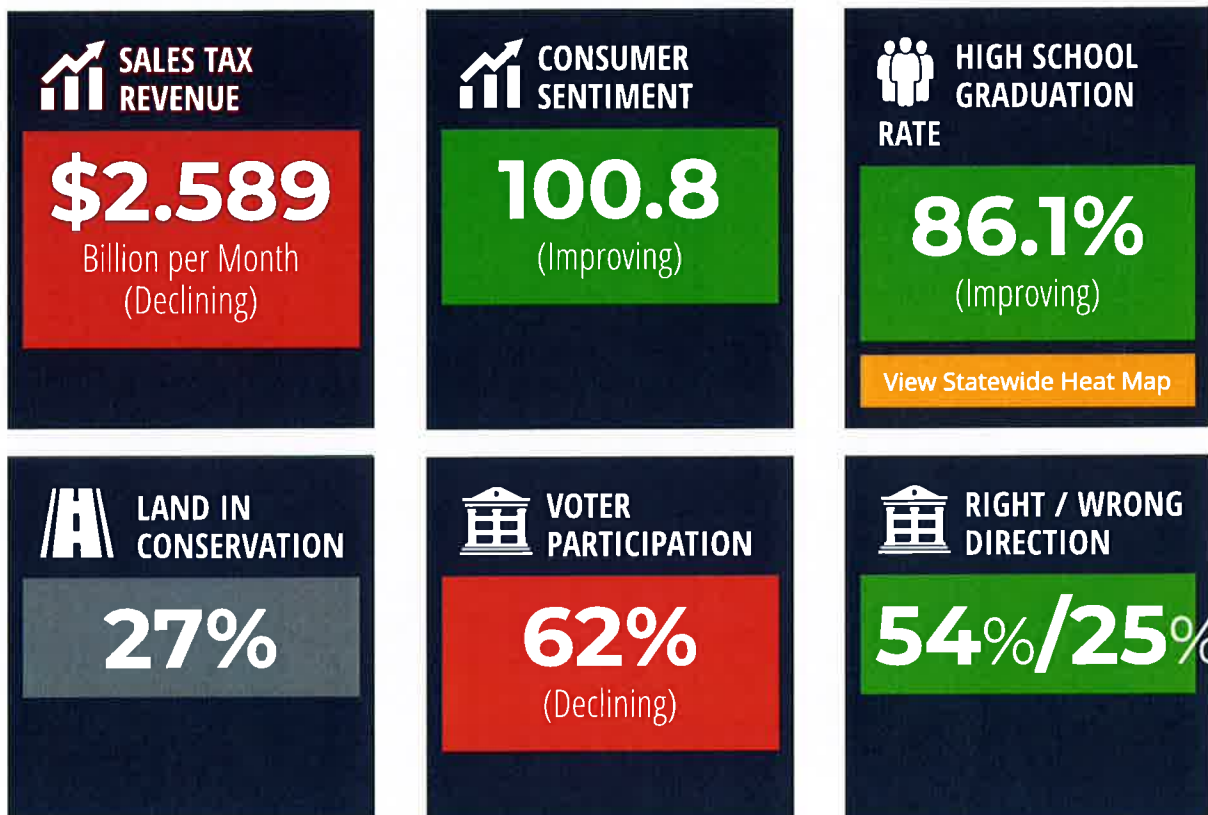 SALES TAX
REVENUE
$2.589
Billion per Month
(Declining)
CONSUMER
SENTIMENT
100.8
(Improving)
HIGH SCHOOL
GRADUATION
RATE
86.1%
(Improving)
View Statewide Heat Map
LAND IN
CONSERVATION
27%
VOTER
PARTICIPATION
62%
(Declining)
RIGHT / WRONG
DIRECTION
54%/25%